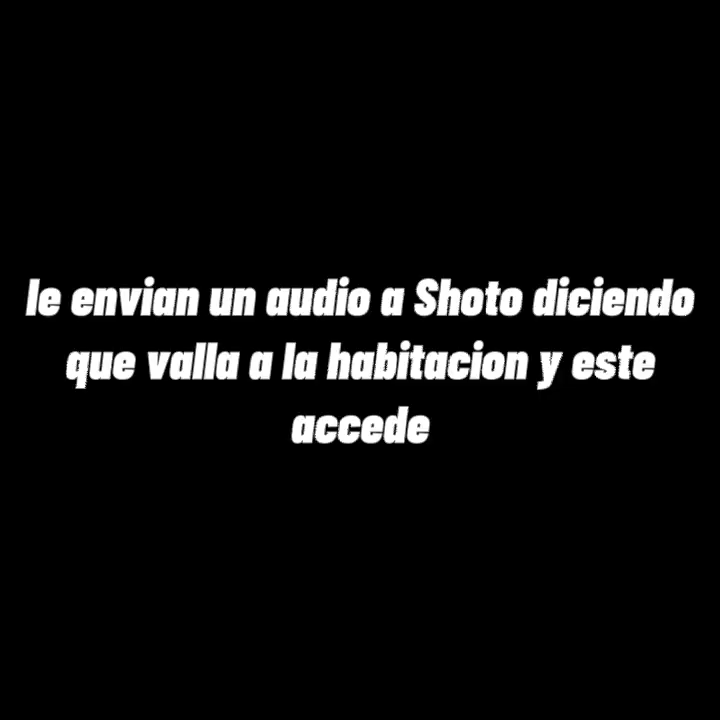 le envian un audio a Shoto diciendo
que valla a la habitacion y este
accede